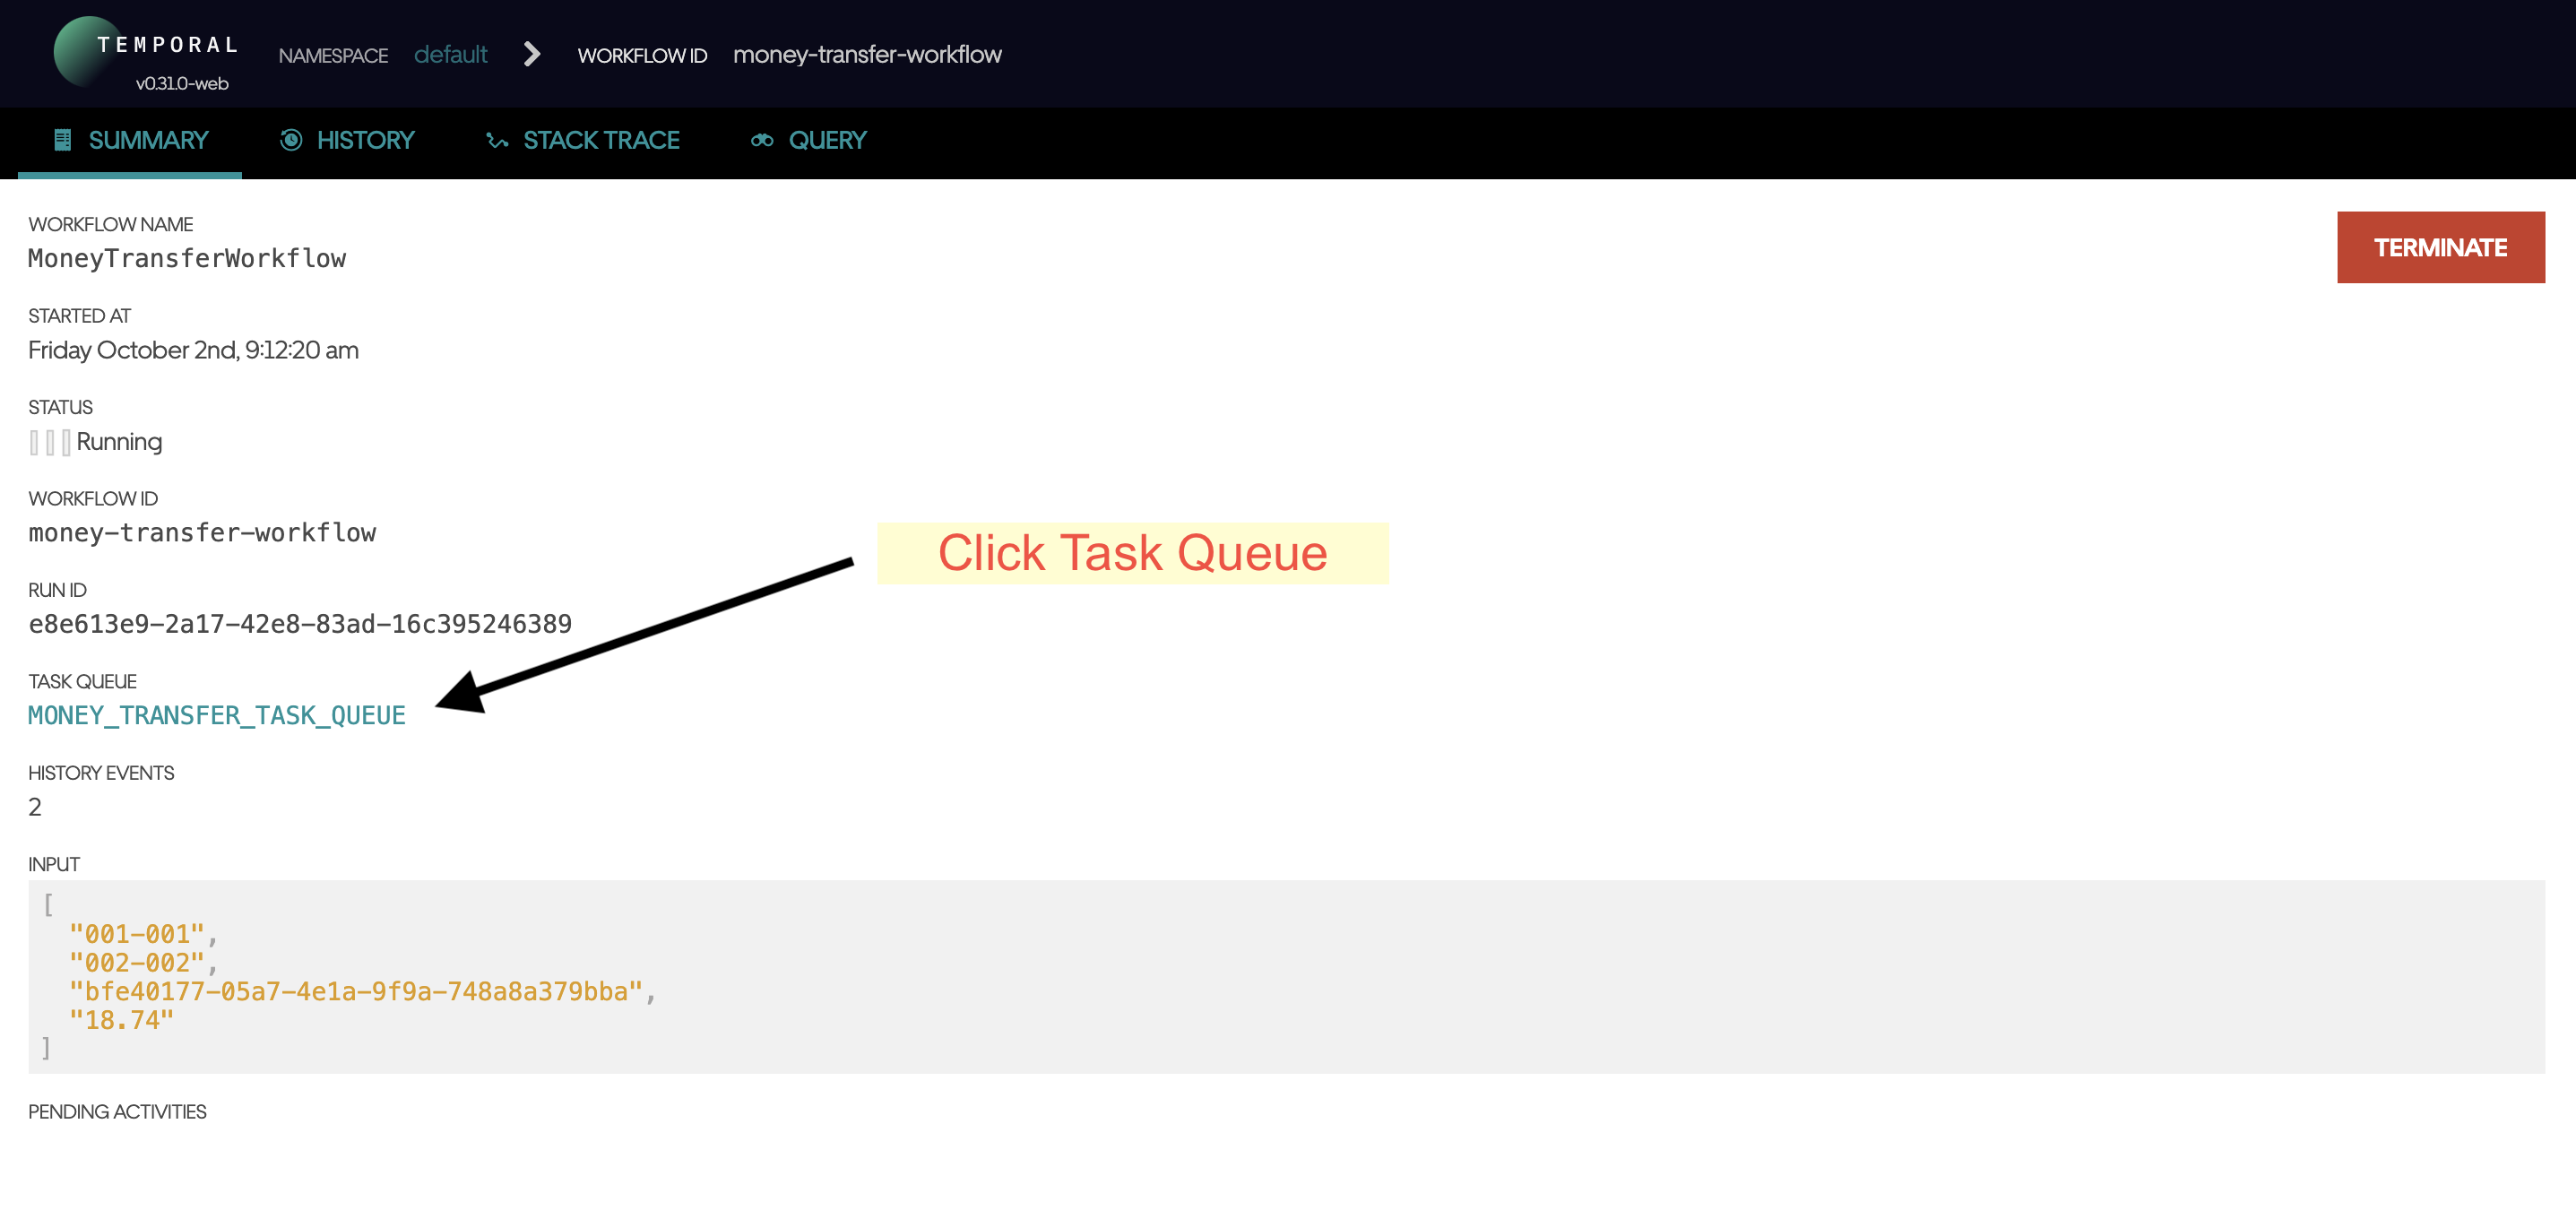 TEMPORAL
v0.31.0-web
NAMESPACE default WORKFLOW ID money-transfer-workflow
SUMMARY HISTORY STACK TRACE QUERY
WORKFLOW NAME
MoneyTransferWorkflow
TERMINATE
STARTED AT
Friday October 2nd, 9:12:20 am
STATUS
Running
WORKFLOW ID
money-transfer-workflow
Click Task Queue
RUN ID
e8e613e9-2a17-42e8-83ad-16c395246389
TASK QUEUE
MONEY_TRANSFER_TASK_QUEUE
HISTORY EVENTS
2
INPUT
[
"001-001",
"002-002",
"bfe40177-05a7-4e1a-9f9a-748a8a379bba",
"18.74"
]
PENDING ACTIVITIES